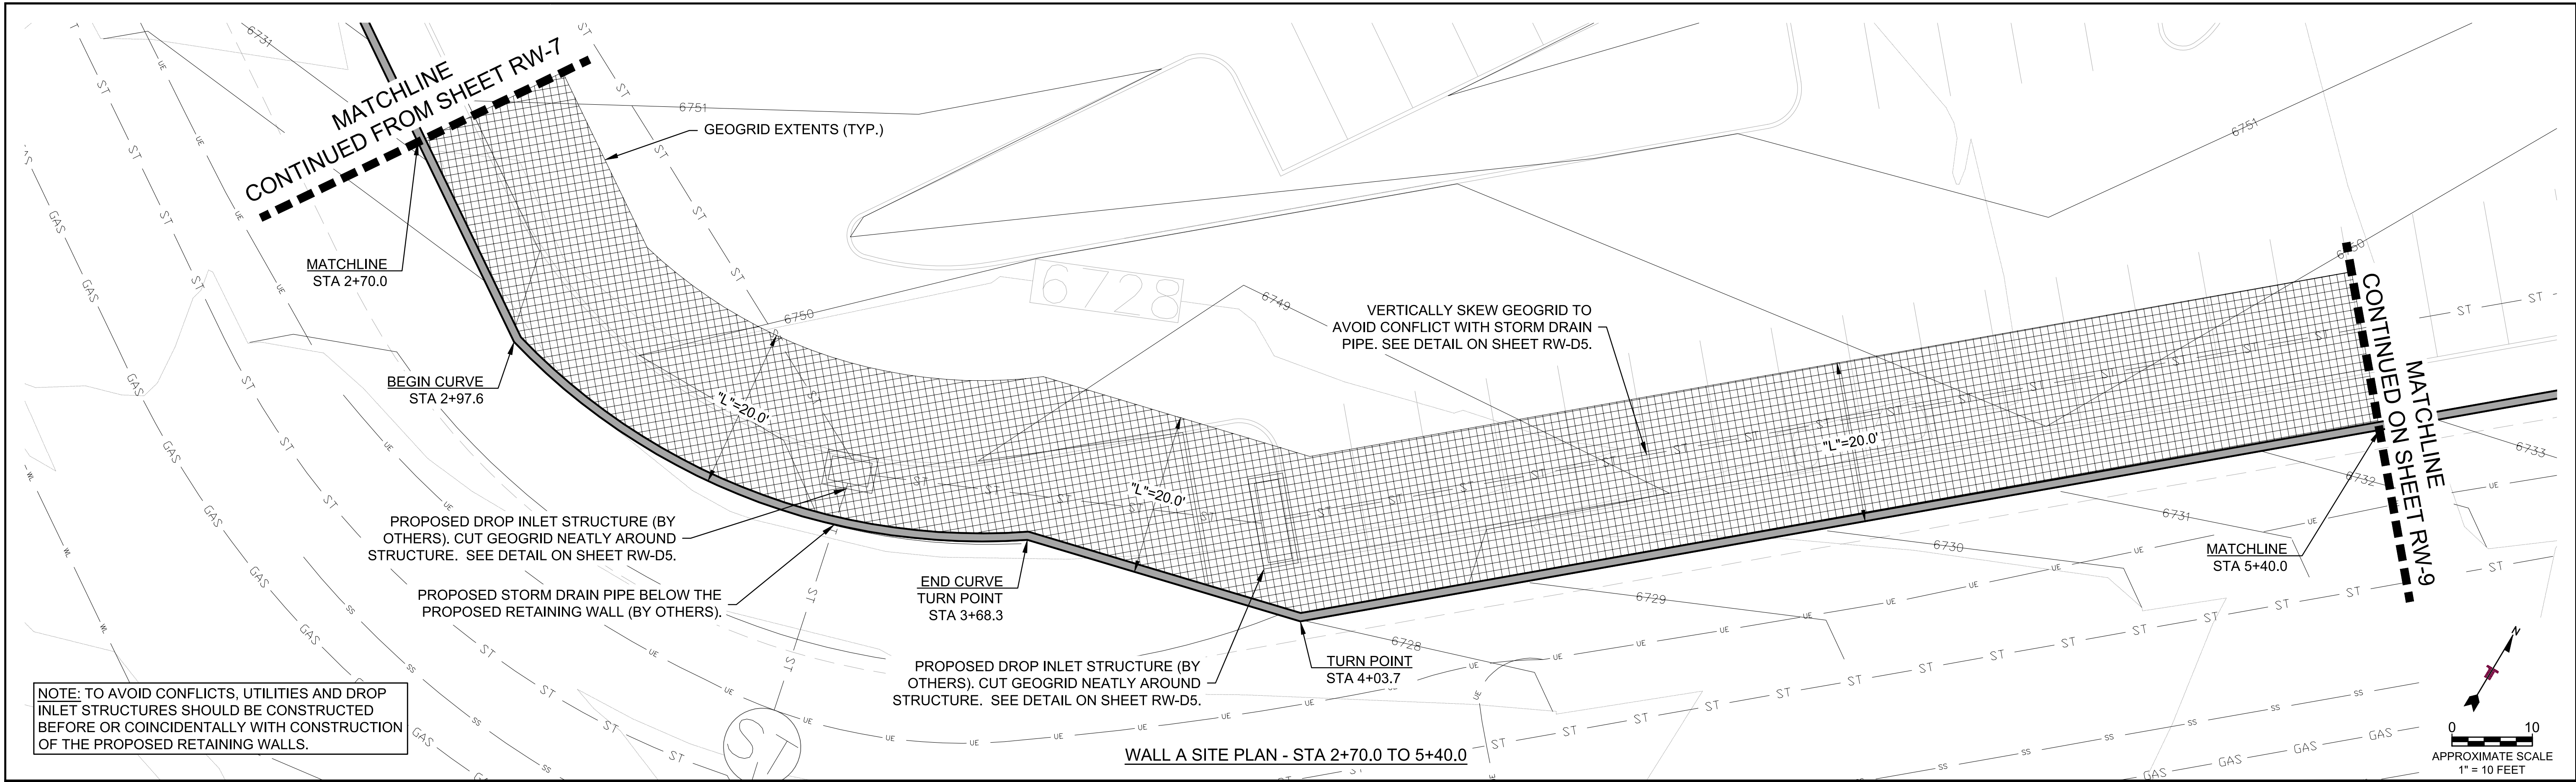 MATCHLINE
CONTINUED FROM SHEET RW-7
6731
6751
GEOGRID EXTENTS (TYP.)
6751
6750
MATCHLINE
STA 2+70.0
6728
6749
6750
VERTICALLY SKEW GEOGRID TO
AVOID CONFLICT WITH STORM DRAIN
PIPE. SEE DETAIL ON SHEET RW-D5.
BEGIN CURVE
STA 2+97.6
"L"=20.0'
"L"=20.0'
"L"=20.0'
MATCHLINE
CONTINUED ON SHEET RW-9
6733
6732
6731
6730
6729
6728
PROPOSED DROP INLET STRUCTURE (BY
OTHERS). CUT GEOGRID NEATLY AROUND
STRUCTURE. SEE DETAIL ON SHEET RW-D5.
PROPOSED STORM DRAIN PIPE BELOW THE
PROPOSED RETAINING WALL (BY OTHERS).
END CURVE
TURN POINT
STA 3+68.3
MATCHLINE
STA 5+40.0
PROPOSED DROP INLET STRUCTURE (BY
OTHERS). CUT GEOGRID NEATLY AROUND
STRUCTURE. SEE DETAIL ON SHEET RW-D5.
TURN POINT
STA 4+03.7
NOTE: TO AVOID CONFLICTS, UTILITIES AND DROP
INLET STRUCTURES SHOULD BE CONSTRUCTED
BEFORE OR COINCIDENTALLY WITH CONSTRUCTION
OF THE PROPOSED RETAINING WALLS.
ST
GAS
UE
SS
WL
WALL A SITE PLAN - STA 2+70.0 TO 5+40.0
N
0 10
APPROXIMATE SCALE
1" = 10 FEET